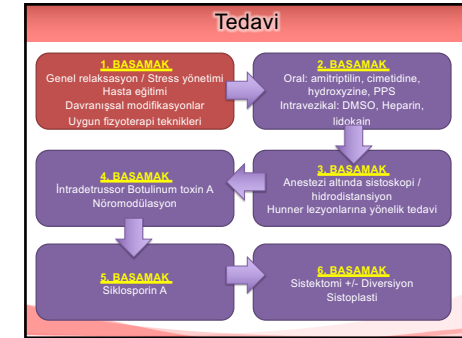 Tedavi
1. BASAMAK
Genel relaksasyon / Stress yönetimi
Hasta eğitimi
Davranışsal modifikasyonlar
Uygun fizyoterapi teknikleri
2. BASAMAK
Oral: amitriptilin, cimetidine,
hydroxyzine, PPS
Intravezikal: DMSO, Heparin,
lidokain
3. BASAMAK
Anestezi altında sistoskopi /
hidrodistansiyon
Hunner lezyonlarına yönelik tedavi
4. BASAMAK
İntradetrussor Botulinum toxin A
Nöromodülasyon
5. BASAMAK
Siklosporin A
6. BASAMAK
Sistektomi +/- Diversiyon
Sistoplasti